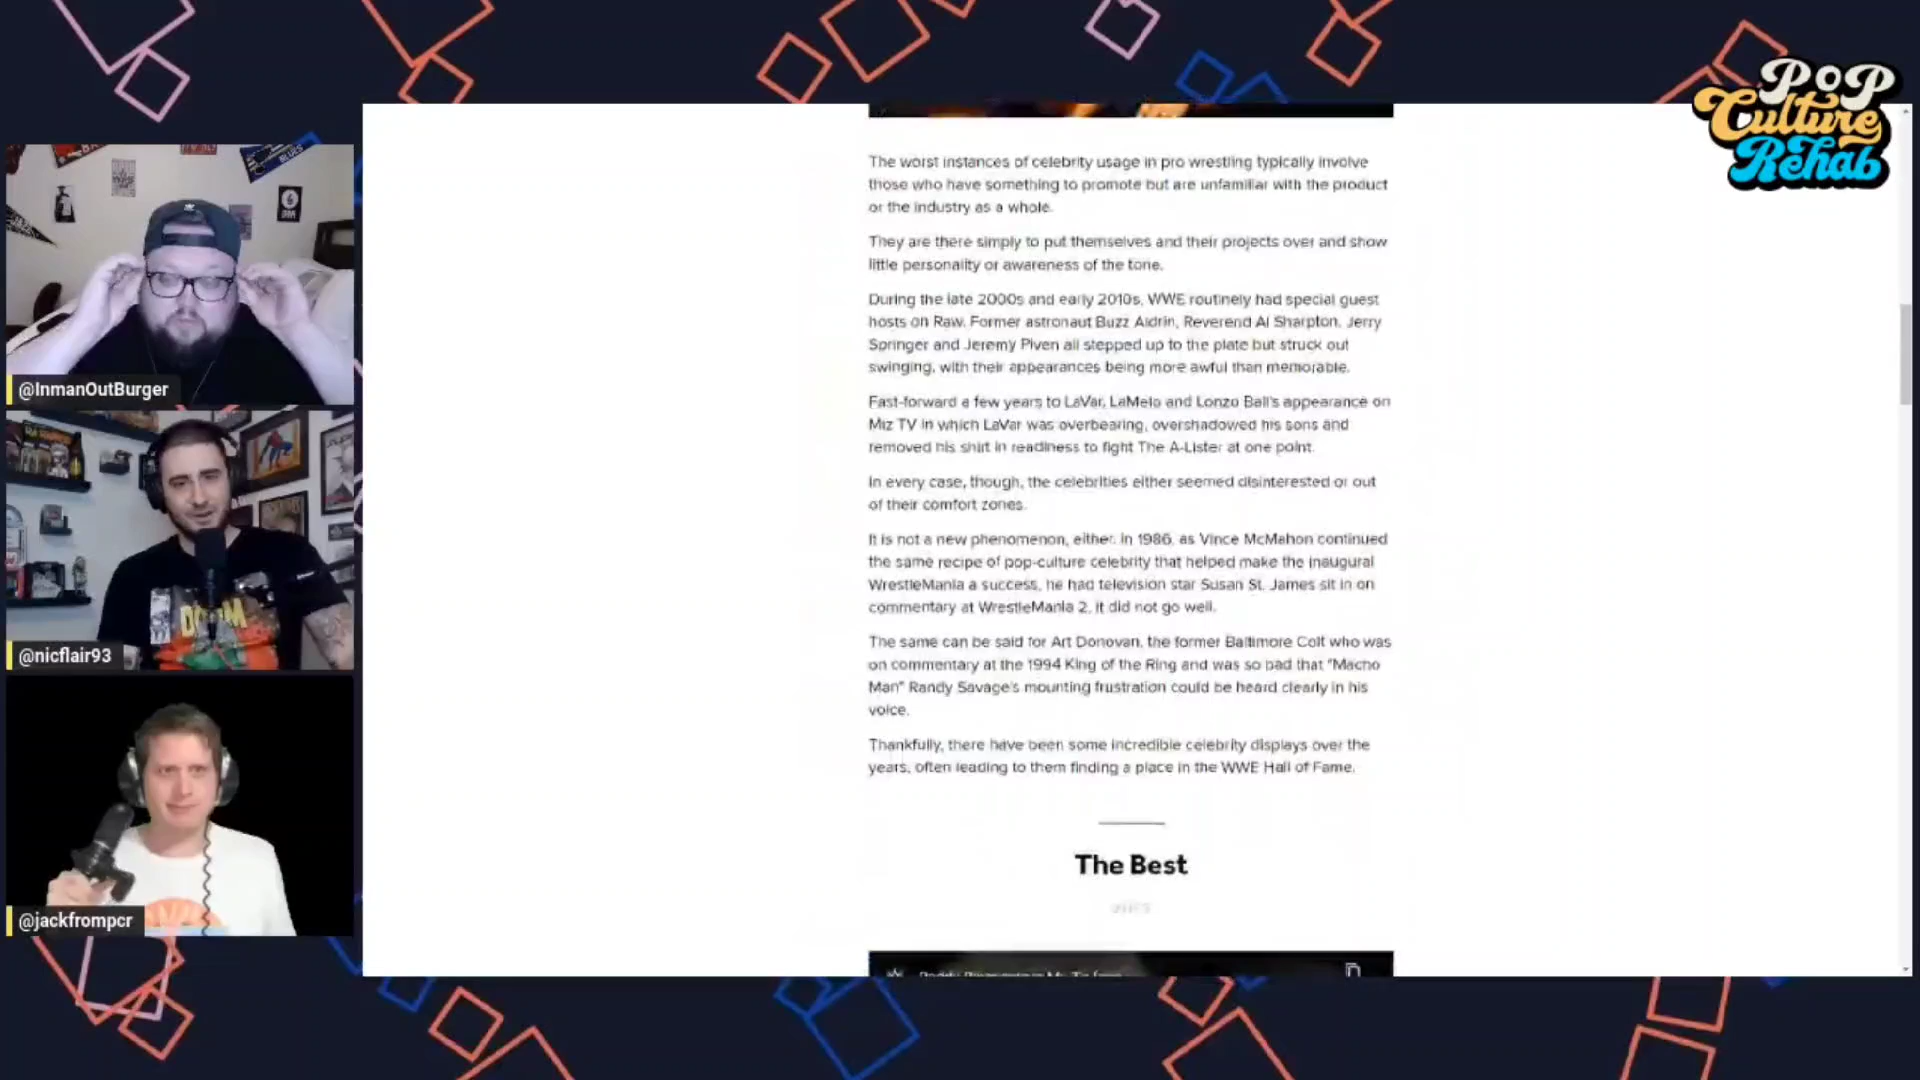 POP
Culture
Rehab
BLUES
@InmanOutBurger
@nicflair93
@jackfrompcr
The worst instances of celebrity usage in pro wrestling typically involve
those who have something to promote but are unfamiliar with the product
or the industry as a whole.
They are there simply to put themselves and their projects over and show
little personality or awareness of the tone.
During the late 2000s and early 2010s, WWE routinely had special guest
hosts on Raw. Former astronaut Buzz Aldrin, Reverend Al Sharpton, Jerry
Springer and Jeremy Piven all stepped up to the plate but struck out
swinging, with their appearances being more awful than memorable.
Fast-forward a few years to LaVar, LaMelo and Lonzo Ball's appearance on
Miz TV in which LaVar was overbearing, overshadowed his sons and
removed his shirt in readiness to fight The A-Lister at one point.
In every case, though, the celebrities either seemed disinterested or out
of their comfort zones.
It is not a new phenomenon, either. In 1986, as Vince McMahon continued
the same recipe of pop-culture celebrity that helped make the inaugural
WrestleMania a success, he had television star Susan St. James sit in on
commentary at WrestleMania 2. It did not go well.
The same can be said for Art Donovan, the former Baltimore Colt who was
on commentary at the 1994 King of the Ring and was so bad that "Macho
Man" Randy Savage's mounting frustration could be heard clearly in his
voice.
Thankfully, there have been some incredible celebrity displays over the
years, often leading to them finding a place in the WWE Hall of Fame.
The Best